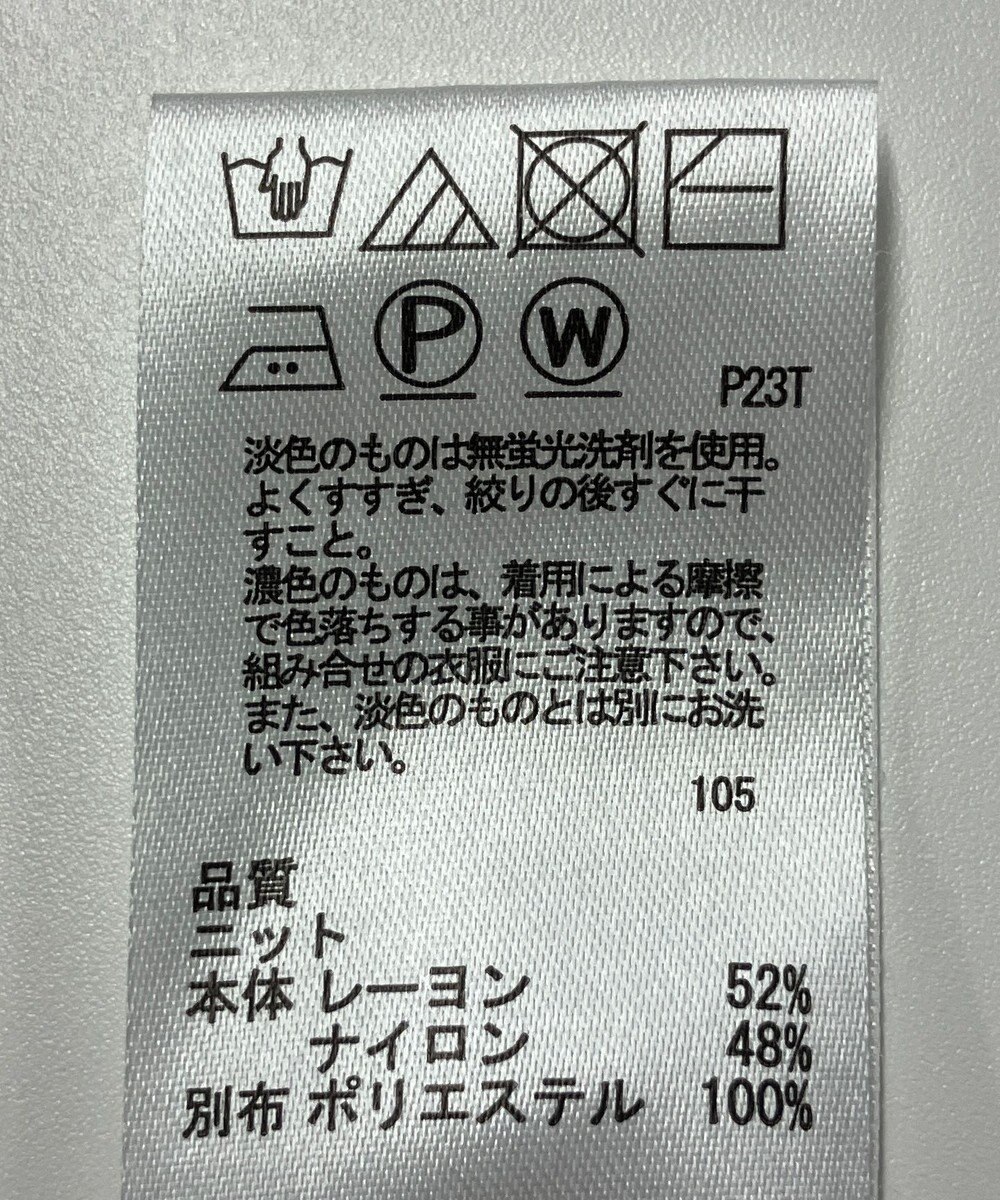 P W P23T
淡色のものは無蛍光洗剤を使用。
よくすすぎ、絞りの後すぐに干
すこと。
濃色のものは、着用による摩擦
で色落ちする事がありますので、
組み合せの衣服にご注意下さい。
また、淡色のものとは別にお洗
い下さい。
105
品質
ニット
本体 レーヨン 52%
ナイロン 48%
別布 ポリエステル 100%